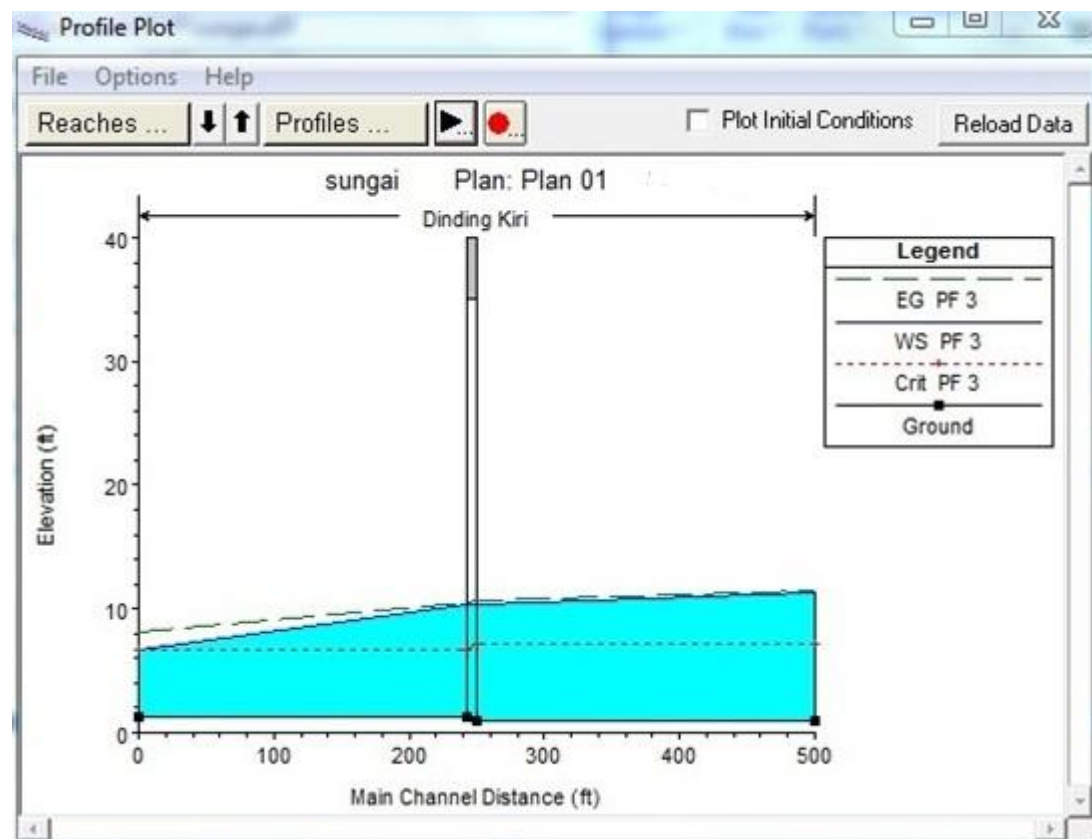 Profile Plot
File Options Help
Reaches ... Profiles ... Plot Initial Conditions Reload Data
sungai Plan: Plan 01
Dinding Kiri
Legend
EG PF 3
WS PF 3
Crit PF 3
Ground
Elevation (ft)
40
30
20
10
0
0 100 200 300 400 500
Main Channel Distance (ft)